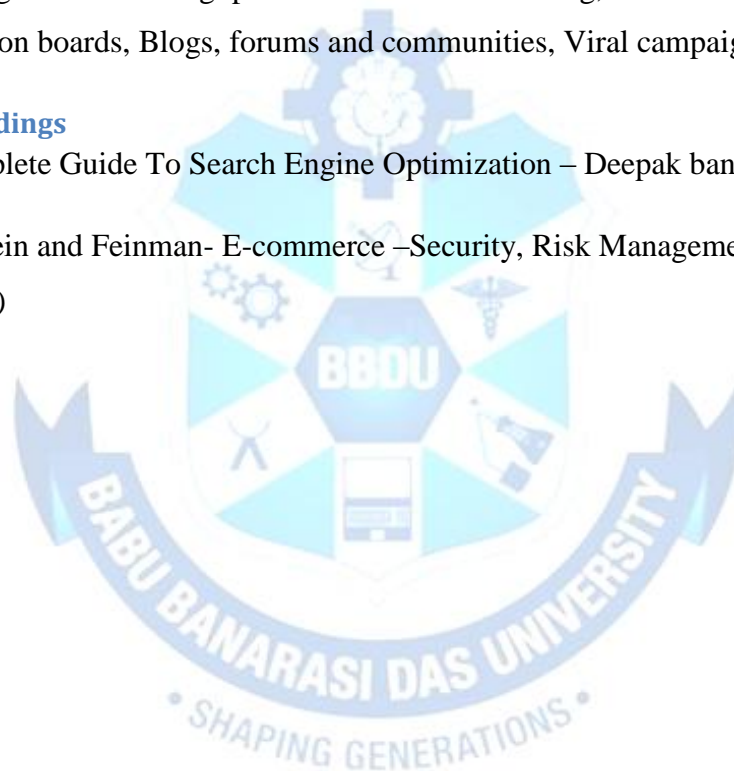 on boards, Blogs, forums and communities, Viral campaig
dings
plete Guide To Search Engine Optimization – Deepak ban
ein and Feinman- E-commerce –Security, Risk Manageme
)
BBDU
BABU BANARASI DAS UNIVERSITY
• SHAPING GENERATIONS •